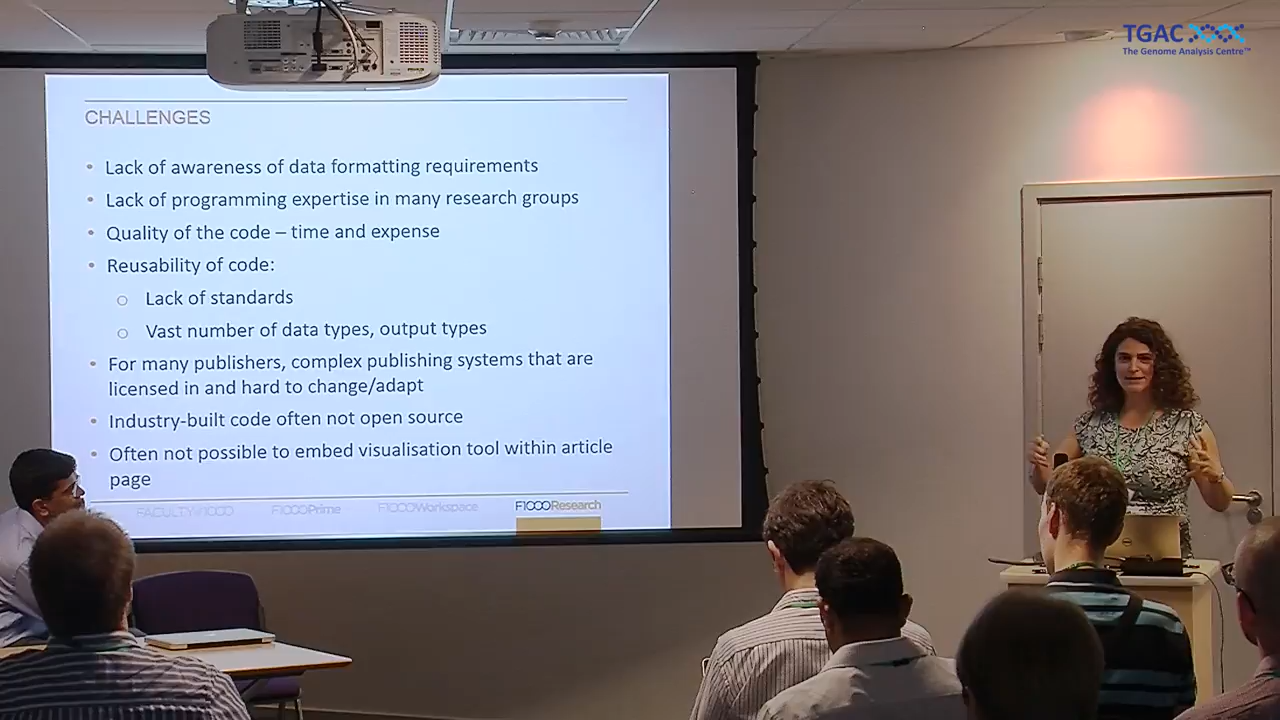 TGAC
The Genome Analysis Centre™
CHALLENGES
• Lack of awareness of data formatting requirements
• Lack of programming expertise in many research groups
• Quality of the code – time and expense
• Reusability of code:
○ Lack of standards
○ Vast number of data types, output types
• For many publishers, complex publishing systems that are
licensed in and hard to change/adapt
• Industry-built code often not open source
• Often not possible to embed visualisation tool within article
page
FACULTYof1000 F1000Prime F1000Workspace F1000Research